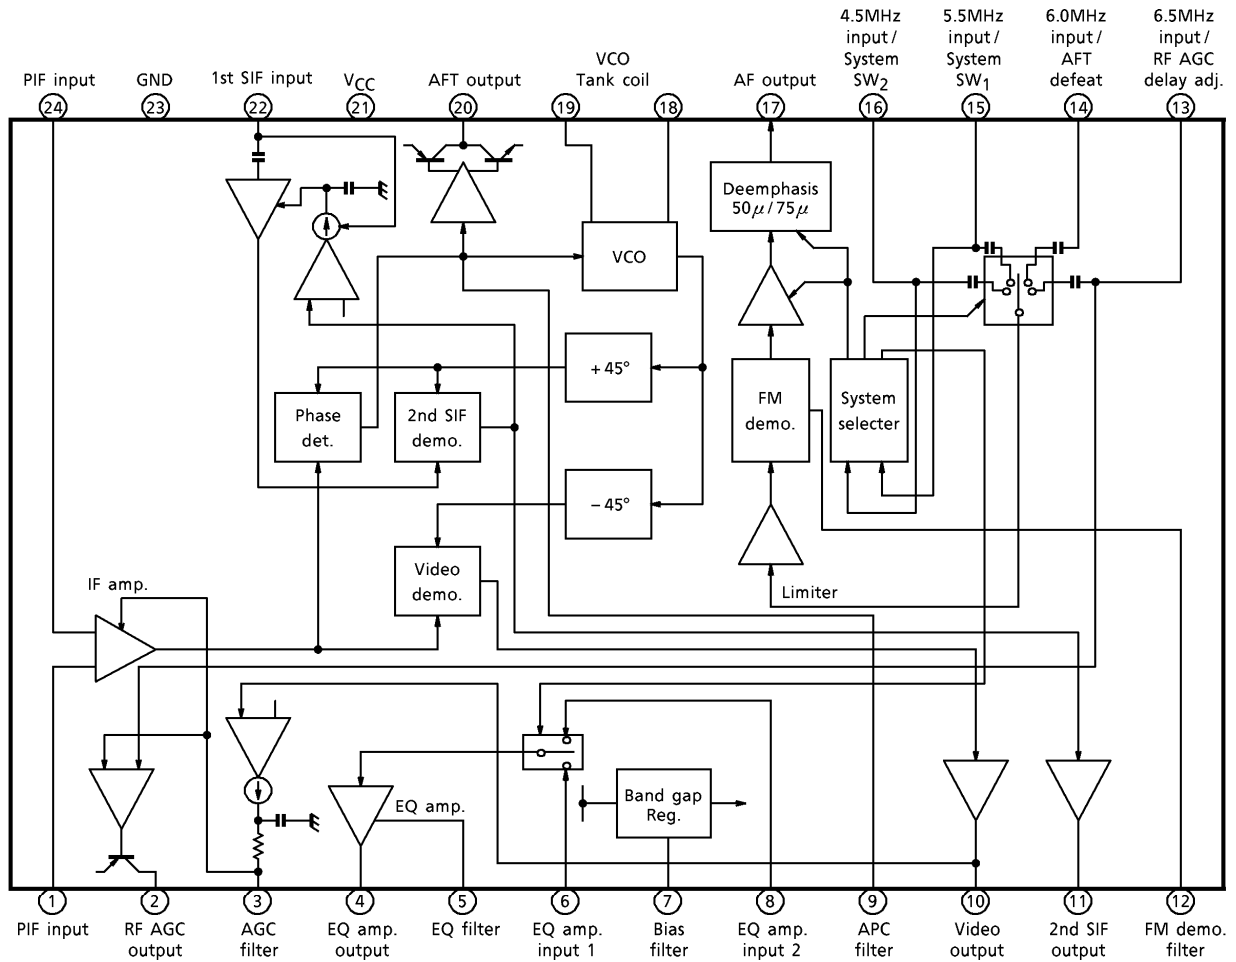 4.5MHz
input /
System
SW2
5.5MHz
input /
System
SW1
6.0MHz
input /
AFT
defeat
6.5MHz
input /
RF AGC
delay adj.
PIF input
GND
1st SIF input
VCC
AFT output
VCO
Tank coil
AF output
24
23
22
21
20
19
18
17
16
15
14
13
Deemphasis
50μ/75μ
VCO
+45°
Phase
det.
2nd SIF
demo.
FM
demo.
System
selecter
−45°
Video
demo.
IF amp.
Limiter
EQ amp.
Band gap
Reg.
1
2
3
4
5
6
7
8
9
10
11
12
PIF input
RF AGC
output
AGC
filter
EQ amp.
output
EQ filter
EQ amp.
input 1
Bias
filter
EQ amp.
input 2
APC
filter
Video
output
2nd SIF
output
FM demo.
filter